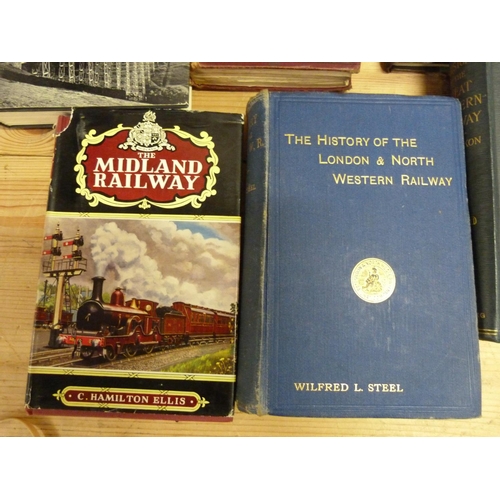 THE
MIDLAND
RAILWAY
C. HAMILTON ELLIS
THE HISTORY OF THE
LONDON & NORTH
WESTERN RAILWAY
WILFRED L. STEEL